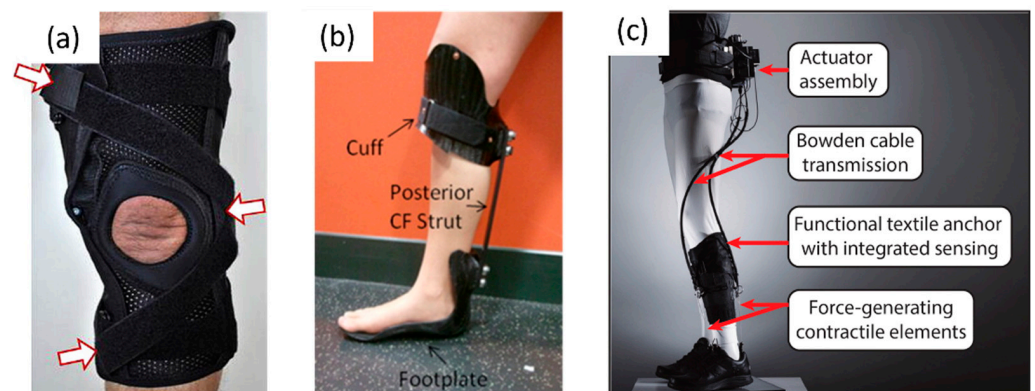 (a)
(b)
Cuff
Posterior
CF Strut
Footplate
(c)
Actuator
assembly
Bowden cable
transmission
Functional textile anchor
with integrated sensing
Force-generating
contractile elements